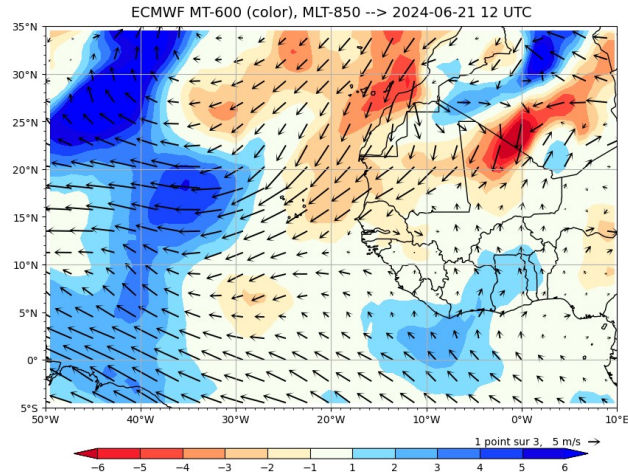 ECMWF MT-600 (color), MLT-850 --> 2024-06-21 12 UTC
35°N
30°N
25°N
20°N
15°N
10°N
5°N
0°
5°S
50°W
40°W
30°W
20°W
10°W
0°W
10°E
1 point sur 3, 5 m/s
−6
−5
−4
−3
−2
−1
1
2
3
4
5
6